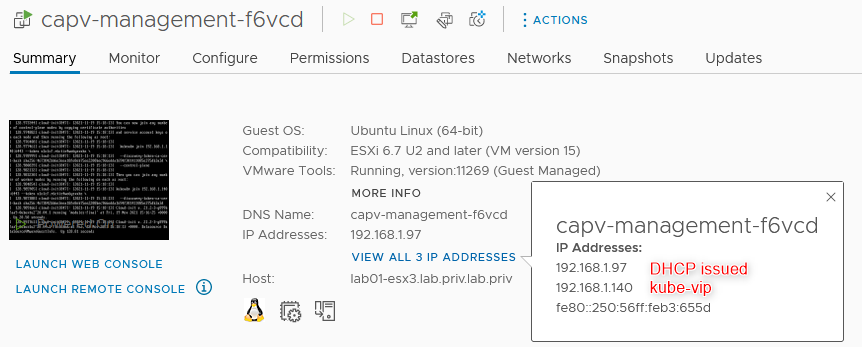 capv-management-f6vcd
ACTIONS
Summary Monitor Configure Permissions Datastores Networks Snapshots Updates
Guest OS: Ubuntu Linux (64-bit)
Compatibility: ESXi 6.7 U2 and later (VM version 15)
VMware Tools: Running, version:11269 (Guest Managed)
MORE INFO
DNS Name: capv-management-f6vcd
IP Addresses: 192.168.1.97
VIEW ALL 3 IP ADDRESSES
Host: lab01-esx3.lab.priv.lab.priv
LAUNCH WEB CONSOLE
LAUNCH REMOTE CONSOLE
capv-management-f6vcd
IP Addresses:
192.168.1.97 DHCP issued
192.168.1.140 kube-vip
fe80::250:56ff:feb3:655d